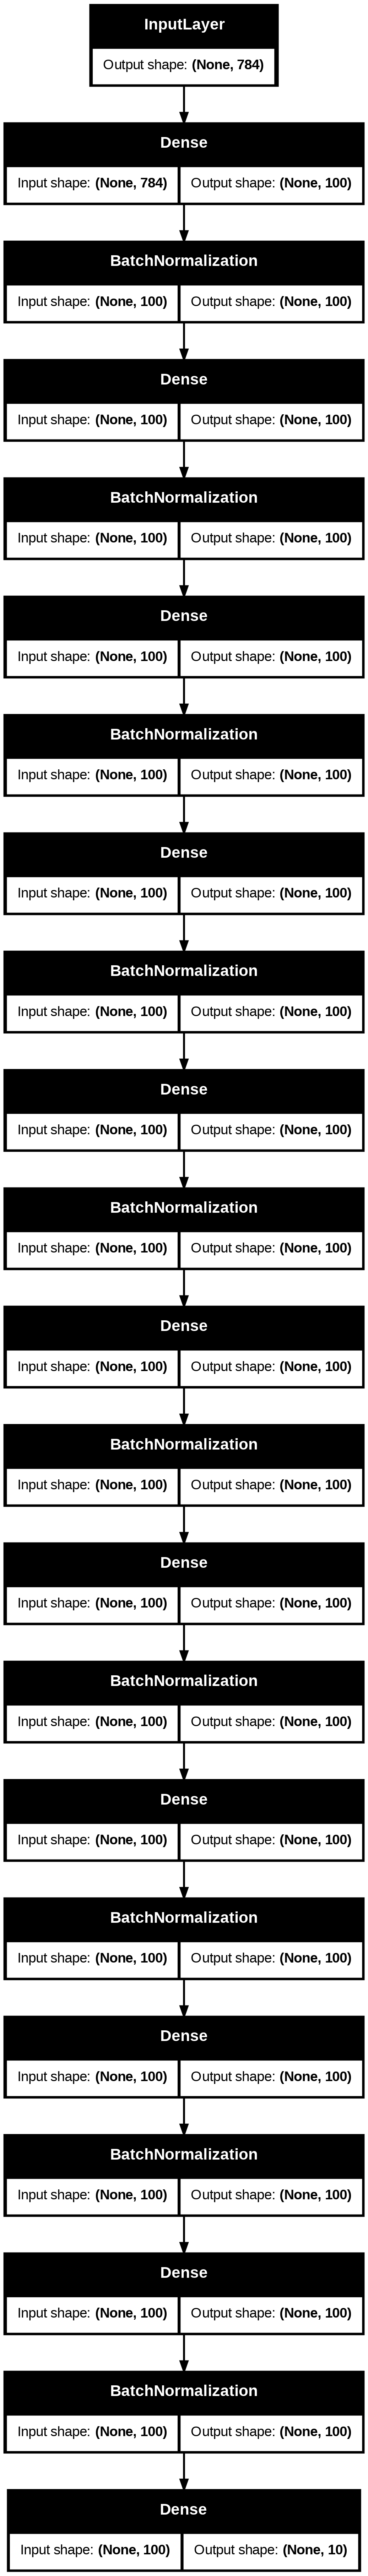 InputLayer
Output shape: (None, 784)
Dense
Input shape: (None, 784) Output shape: (None, 100)
BatchNormalization
Input shape: (None, 100) Output shape: (None, 100)
Dense
Input shape: (None, 100) Output shape: (None, 100)
BatchNormalization
Input shape: (None, 100) Output shape: (None, 100)
Dense
Input shape: (None, 100) Output shape: (None, 100)
BatchNormalization
Input shape: (None, 100) Output shape: (None, 100)
Dense
Input shape: (None, 100) Output shape: (None, 100)
BatchNormalization
Input shape: (None, 100) Output shape: (None, 100)
Dense
Input shape: (None, 100) Output shape: (None, 100)
BatchNormalization
Input shape: (None, 100) Output shape: (None, 100)
Dense
Input shape: (None, 100) Output shape: (None, 100)
BatchNormalization
Input shape: (None, 100) Output shape: (None, 100)
Dense
Input shape: (None, 100) Output shape: (None, 100)
BatchNormalization
Input shape: (None, 100) Output shape: (None, 100)
Dense
Input shape: (None, 100) Output shape: (None, 100)
BatchNormalization
Input shape: (None, 100) Output shape: (None, 100)
Dense
Input shape: (None, 100) Output shape: (None, 100)
BatchNormalization
Input shape: (None, 100) Output shape: (None, 100)
Dense
Input shape: (None, 100) Output shape: (None, 100)
BatchNormalization
Input shape: (None, 100) Output shape: (None, 100)
Dense
Input shape: (None, 100) Output shape: (None, 10)